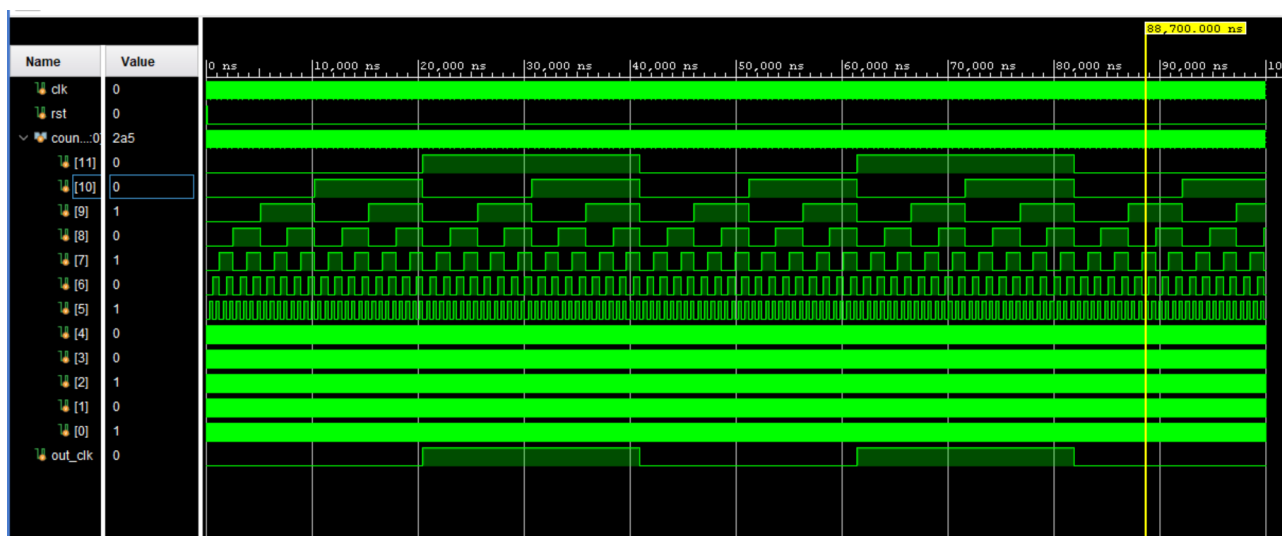 88,700.000 ns
Name Value
0 ns 10,000 ns 20,000 ns 30,000 ns 40,000 ns 50,000 ns 60,000 ns 70,000 ns 80,000 ns 90,000 ns 10
clk 0
rst 0
coun...:0] 2a5
[11] 0
[10] 0
[9] 1
[8] 0
[7] 1
[6] 0
[5] 1
[4] 0
[3] 0
[2] 1
[1] 0
[0] 1
out_clk 0